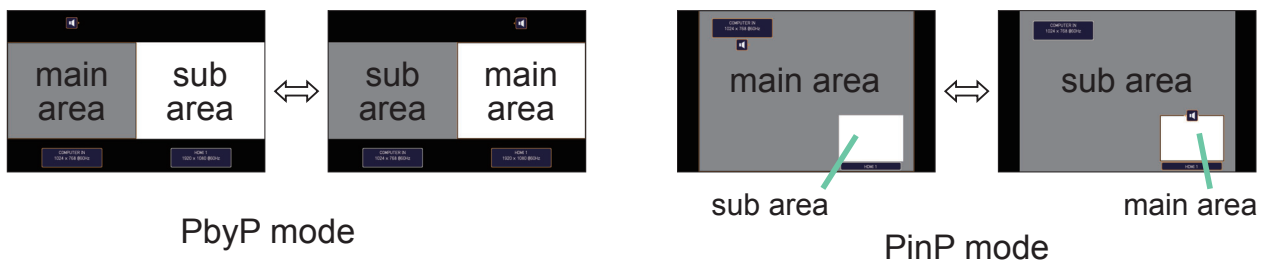 main
area
sub
area
COMPUTER IN
1024 x 768 @60Hz
HDMI 1
1920 x 1080 @60Hz
sub
area
main
area
COMPUTER IN
1024 x 768 @60Hz
HDMI 1
1920 x 1080 @60Hz
PbyP mode
COMPUTER IN
1024 x 768 @60Hz
main area
HDMI 1
sub area
COMPUTER IN
1024 x 768 @60Hz
sub area
HDMI 1
main area
PinP mode